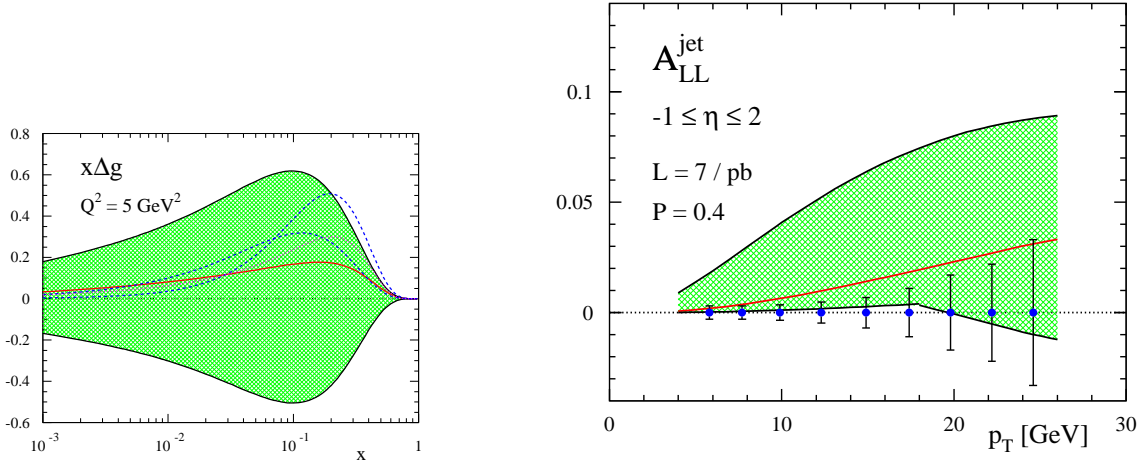 0.8
0.6
0.4
0.2
0
-0.2
-0.4
-0.6
x∆g
Q² = 5 GeV²
10⁻³ 10⁻² 10⁻¹ 1
x
0.1
0.05
0
A_LL^jet
-1 ≤ η ≤ 2
L = 7 / pb
P = 0.4
0 10 20 30
p_T [GeV]